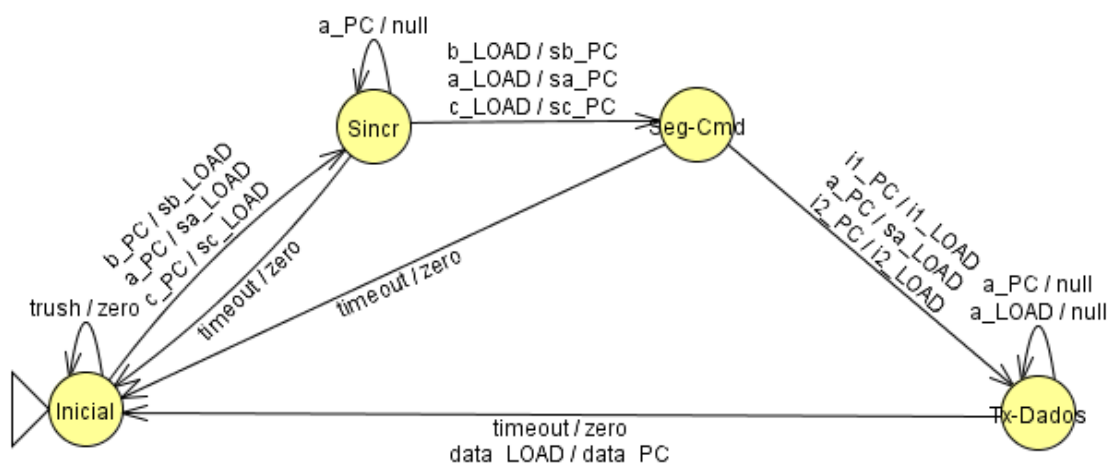 a_PC / null
b_LOAD / sb_PC
a_LOAD / sa_PC
c_LOAD / sc_PC
Sincr
Seg-Cmd
b_PC / sb_LOAD
a_PC / sa_LOAD
c_PC / sc_LOAD
timeout / zero
timeout / zero
i1_PC / i1_LOAD
a_PC / sa_LOAD
i2_PC / i2_LOAD
trush / zero
a_PC / null
a_LOAD / null
Inicial
Tx-Dados
timeout / zero
data_LOAD / data_PC